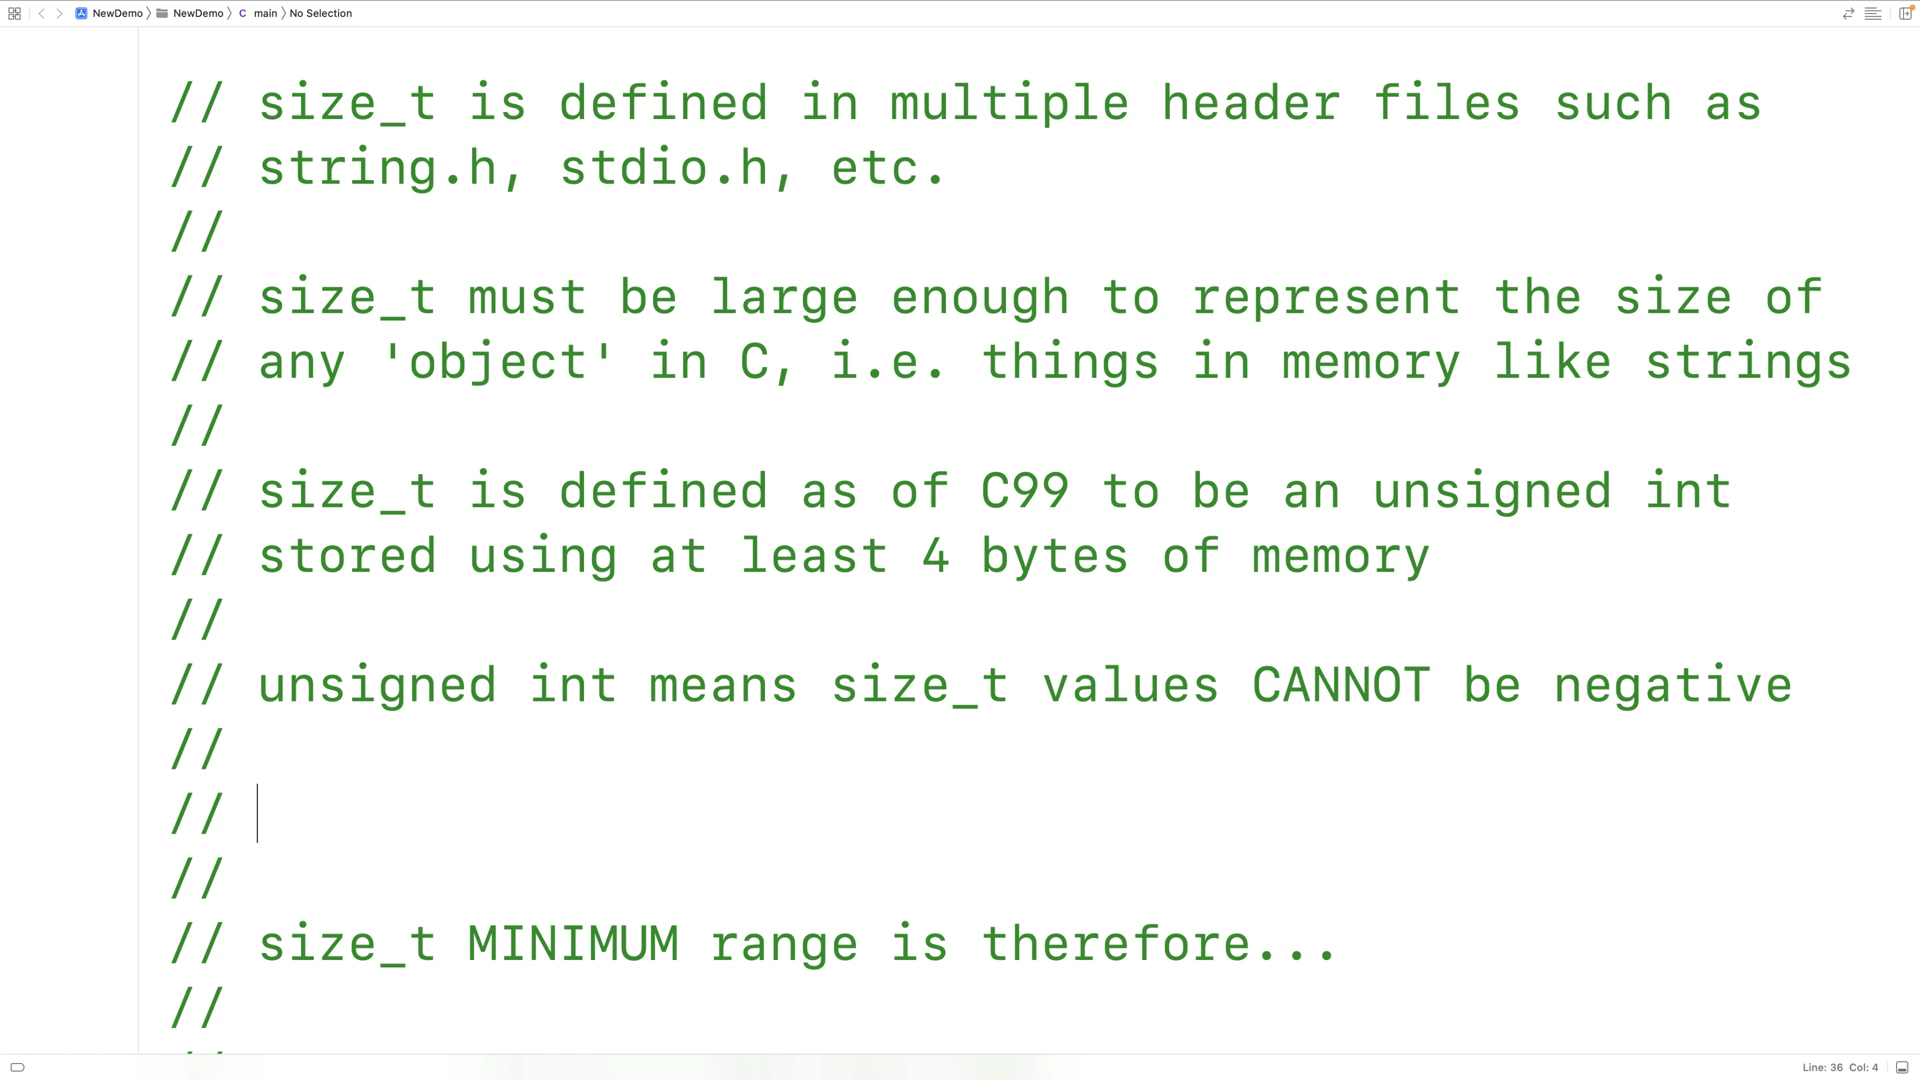 NewDemo 〉 NewDemo 〉 C main 〉 No Selection
// size_t is defined in multiple header files such as
// string.h, stdio.h, etc.
//
// size_t must be large enough to represent the size of
// any 'object' in C, i.e. things in memory like strings
//
// size_t is defined as of C99 to be an unsigned int
// stored using at least 4 bytes of memory
//
// unsigned int means size_t values CANNOT be negative
//
//
//
// size_t MINIMUM range is therefore...
//
//
Line: 36 Col: 4